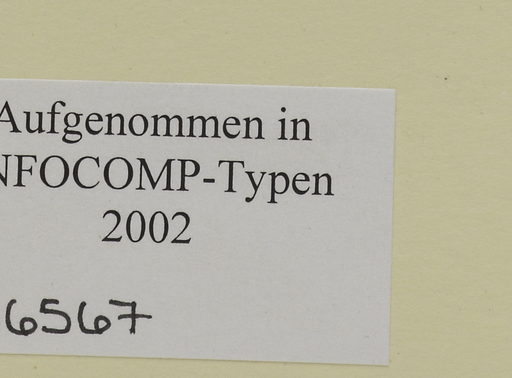 Aufgenommen in
NFOCOMP-Typen
2002
6567